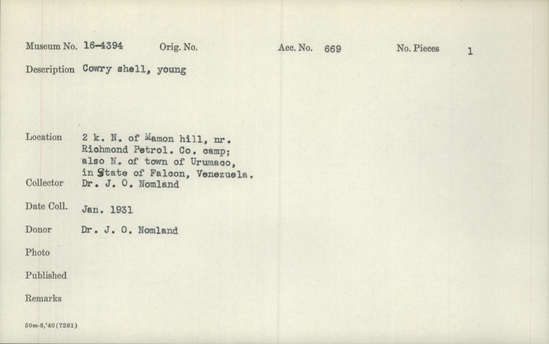 Museum No. 16-4394 Orig. No. Acc. No. 669 No. Pieces 1
Description Cowry shell, young
Location 2 k. N. of Mamon hill, nr.
Richmond Petrol. Co. camp;
also N. of town of Urumaco,
in State of Falcon, Venezuela.
Collector Dr. J. O. Nomland
Date Coll. Jan. 1931
Donor Dr. J. O. Nomland
Photo
Published
Remarks
50m-8,'40(7281)